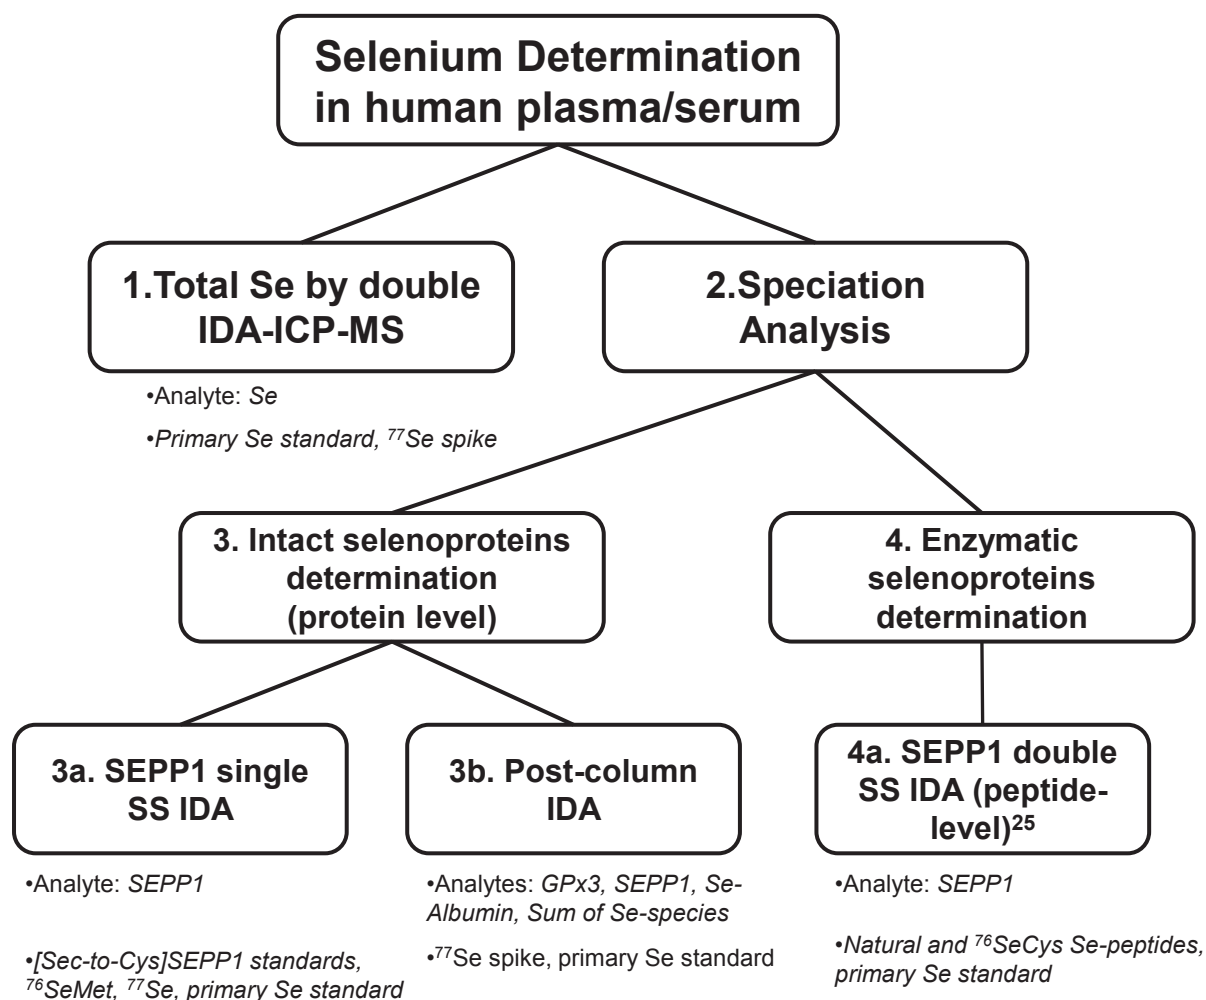 Selenium Determination
in human plasma/serum
1.Total Se by double
IDA-ICP-MS
•Analyte: Se
•Primary Se standard, ⁷⁷Se spike
2.Speciation
Analysis
3. Intact selenoproteins
determination
(protein level)
4. Enzymatic
selenoproteins
determination
3a. SEPP1 single
SS IDA
•Analyte: SEPP1
•[Sec-to-Cys]SEPP1 standards,
⁷⁶SeMet, ⁷⁷Se, primary Se standard
3b. Post-column
IDA
•Analytes: GPx3, SEPP1, Se-
Albumin, Sum of Se-species
•⁷⁷Se spike, primary Se standard
4a. SEPP1 double
SS IDA (peptide-
level)²⁵
•Analyte: SEPP1
•Natural and ⁷⁶SeCys Se-peptides,
primary Se standard